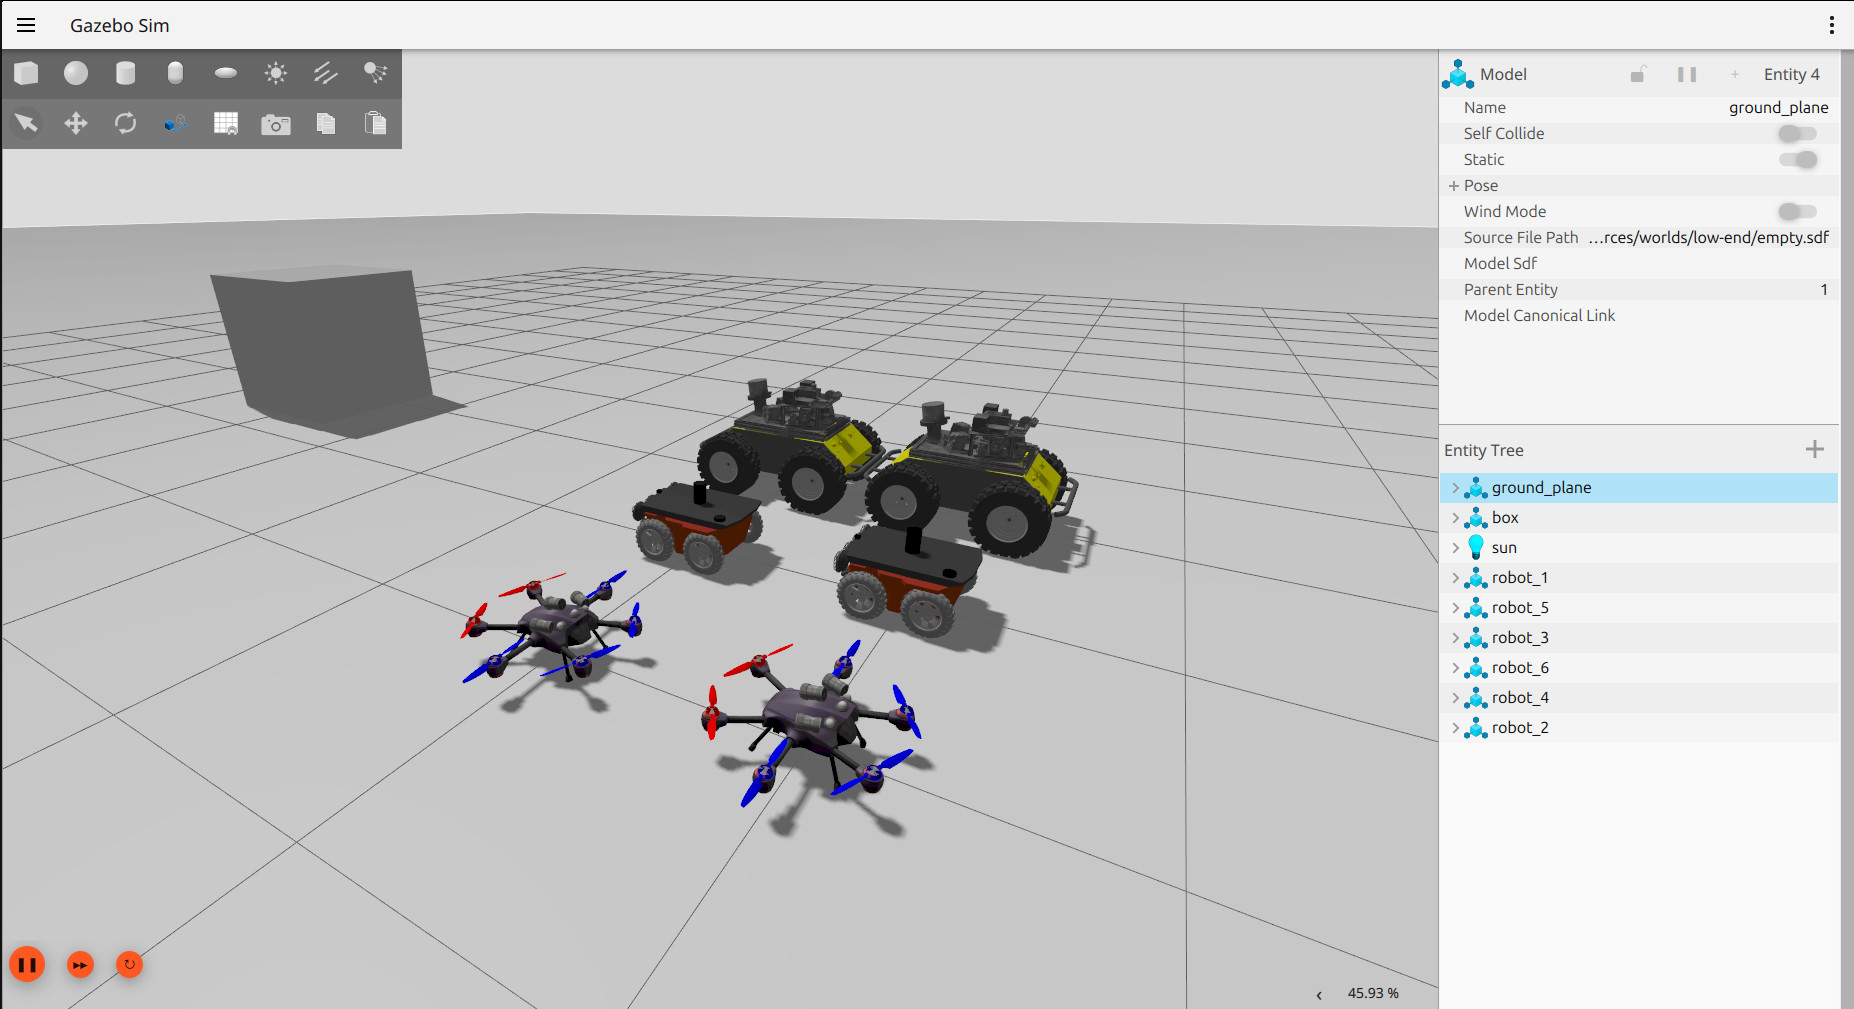 Gazebo Sim
Model
Entity 4
Name ground_plane
Self Collide
Static
Pose
Wind Mode
Source File Path ...rces/worlds/low-end/empty.sdf
Model Sdf
Parent Entity 1
Model Canonical Link
Entity Tree
ground_plane
box
sun
robot_1
robot_5
robot_3
robot_6
robot_4
robot_2
45.93 %